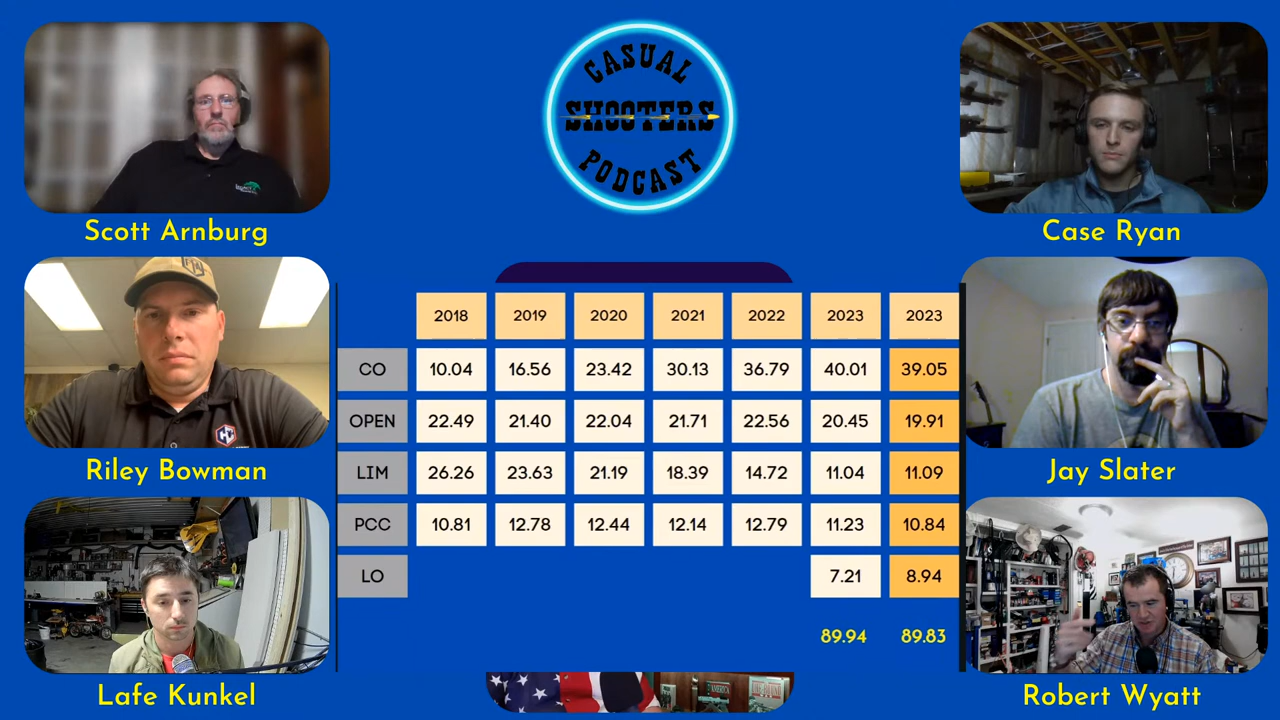 CASUAL
SHOOTERS
PODCAST
Scott Arnburg
Case Ryan
Riley Bowman
Jay Slater
Lafe Kunkel
Robert Wyatt
2018 2019 2020 2021 2022 2023 2023
CO 10.04 16.56 23.42 30.13 36.79 40.01 39.05
OPEN 22.49 21.40 22.04 21.71 22.56 20.45 19.91
LIM 26.26 23.63 21.19 18.39 14.72 11.04 11.09
PCC 10.81 12.78 12.44 12.14 12.79 11.23 10.84
LO 7.21 8.94
89.94 89.83